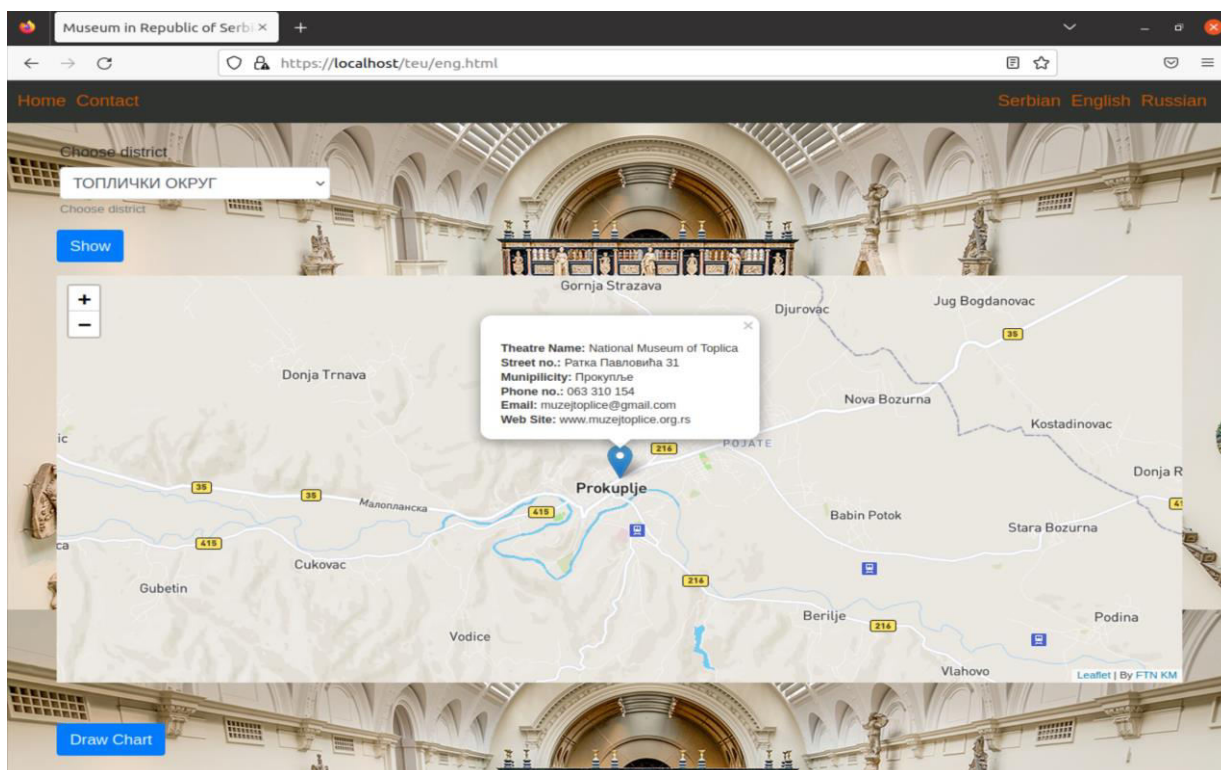 Museum in Republic of Serbi
https://localhost/teu/eng.html
Home Contact
Serbian English Russian
Choose district
ТОПЛИЧКИ ОКРУГ
Choose district
Show
+
−
Gornja Strazava
Djurovac
Jug Bogdanovac
35
Theatre Name: National Museum of Toplica
Street no.: Ратка Павловића 31
Munipilicity: Прокупље
Phone no.: 063 310 154
Email: muzejtoplice@gmail.com
Web Site: www.muzejtoplice.org.rs
Donja Trnava
Nova Bozurna
Kostadinovac
ic
216
POJATE
Donja R
Prokuplje
35
35
Малопланска
415
Babin Potok
Stara Bozurna
415
ca
Cukovac
Gubetin
216
Berilje
216
Podina
Vodice
Vlahovo
Leaflet | By FTN KM
Draw Chart